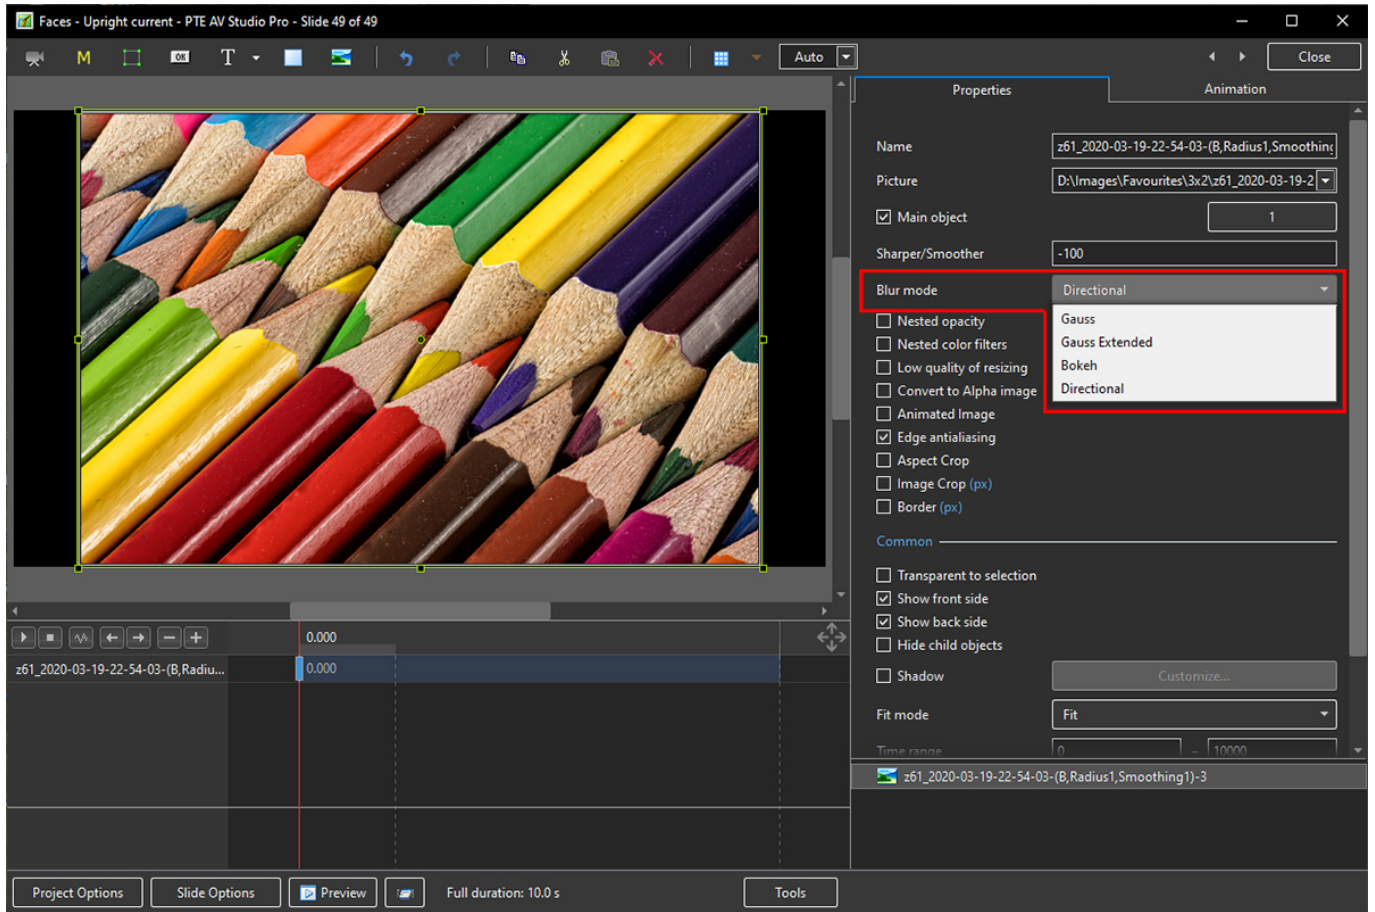 Faces - Upright current - PTE AV Studio Pro - Slide 49 of 49
M
OK
T
Auto
Close
Properties
Animation
Name
z61_2020-03-19-22-54-03-(B,Radius1,Smoothing
Picture
D:\Images\Favourites\3x2\z61_2020-03-19-2
Main object
1
Sharper/Smoother
-100
Blur mode
Directional
Gauss
Gauss Extended
Bokeh
Directional
Nested opacity
Nested color filters
Low quality of resizing
Convert to Alpha image
Animated Image
Edge antialiasing
Aspect Crop
Image Crop (px)
Border (px)
Common
Transparent to selection
Show front side
Show back side
Hide child objects
Shadow
Customize...
Fit mode
Fit
Time range
0
–
10000
0.000
z61_2020-03-19-22-54-03-(B,Radiu...
0.000
z61_2020-03-19-22-54-03-(B,Radius1,Smoothing1)-3
Project Options
Slide Options
Preview
Full duration: 10.0 s
Tools